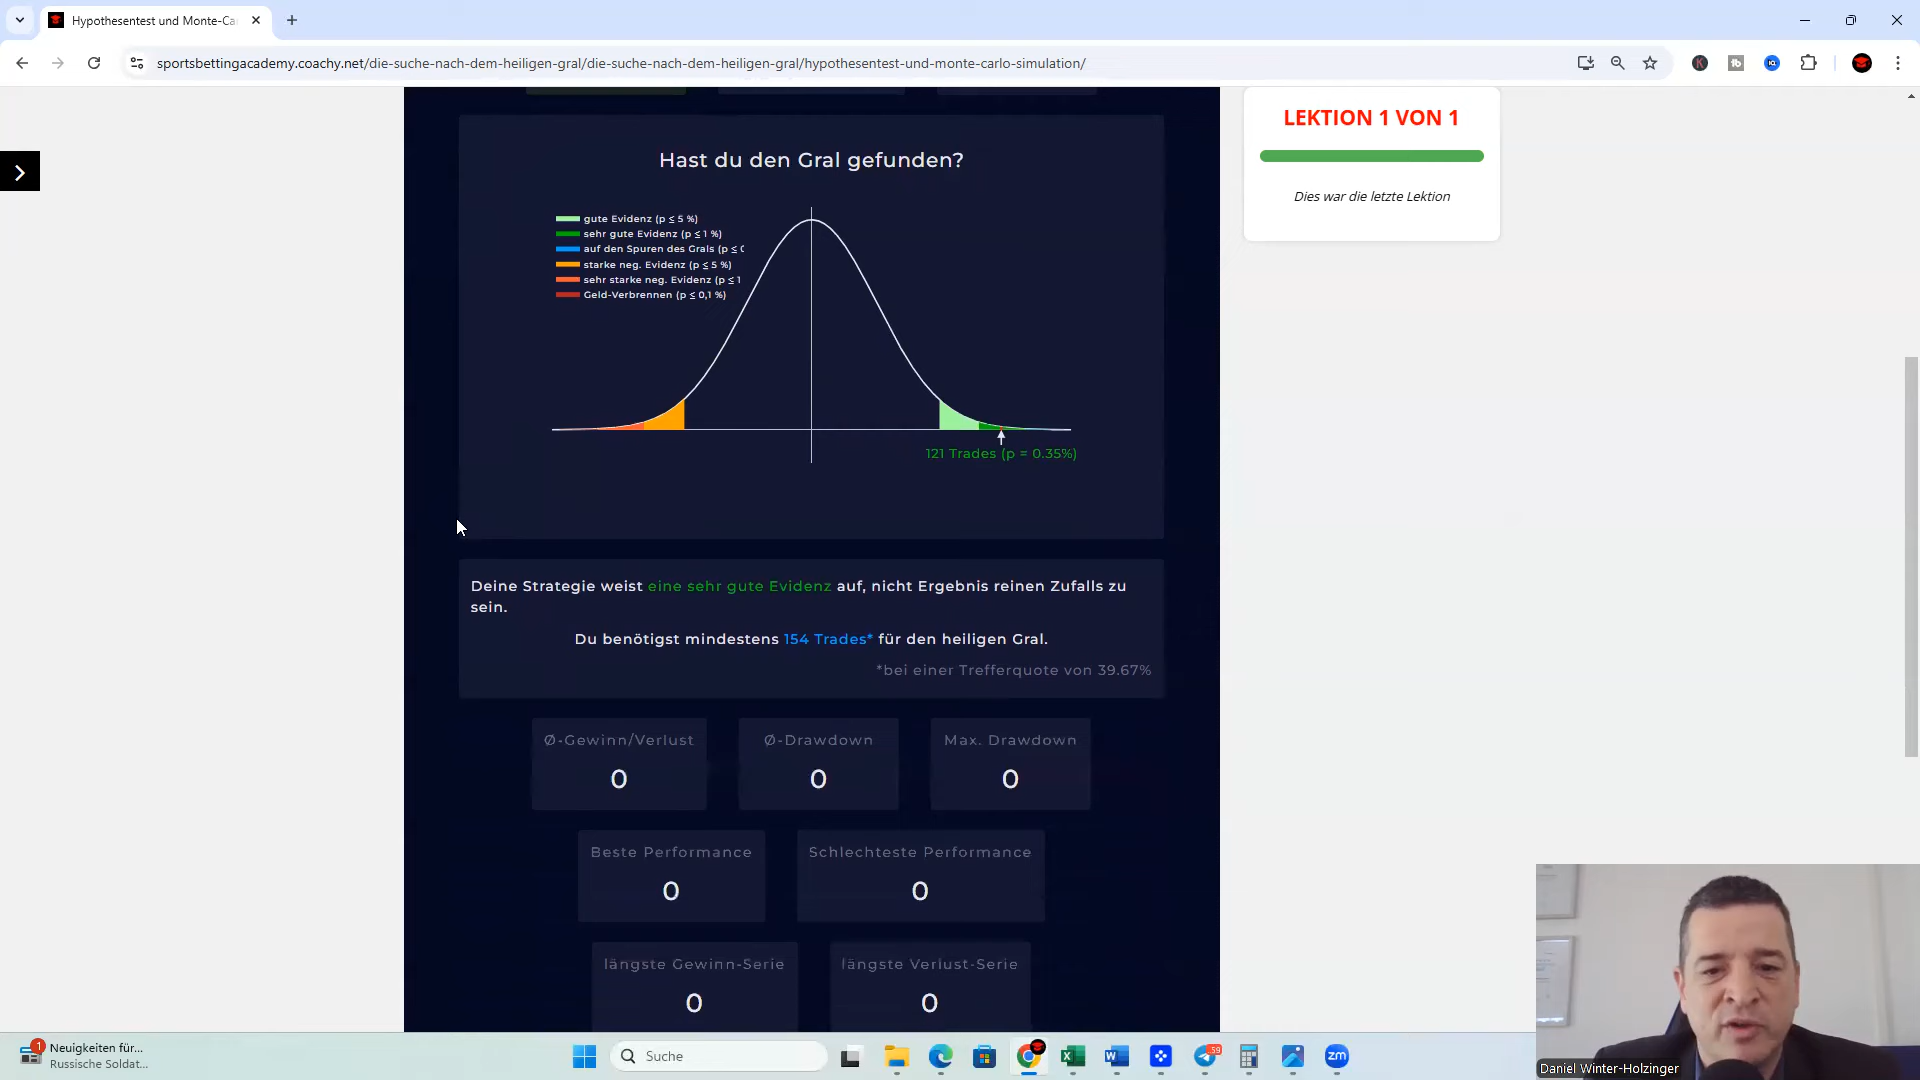 Hypothesentest und Monte-Ca
sportsbettingacademy.coachy.net/die-suche-nach-dem-heiligen-gral/die-suche-nach-dem-heiligen-gral/hypothesentest-und-monte-carlo-simulation/
LEKTION 1 VON 1
Dies war die letzte Lektion
Hast du den Gral gefunden?
gute Evidenz (p ≤ 5 %)
sehr gute Evidenz (p ≤ 1 %)
auf den Spuren des Grals (p ≤ 0
starke neg. Evidenz (p ≤ 5 %)
sehr starke neg. Evidenz (p ≤ 1
Geld-Verbrennen (p ≤ 0,1 %)
121 Trades (p = 0.35%)
Deine Strategie weist eine sehr gute Evidenz auf, nicht Ergebnis reinen Zufalls zu
sein.
Du benötigst mindestens 154 Trades* für den heiligen Gral.
*bei einer Trefferquote von 39.67%
Ø-Gewinn/Verlust
0
Ø-Drawdown
0
Max. Drawdown
0
Beste Performance
0
Schlechteste Performance
0
längste Gewinn-Serie
0
längste Verlust-Serie
0
Daniel Winter-Holzinger
1
Neuigkeiten für...
Russische Soldat...
Suche
59
zm